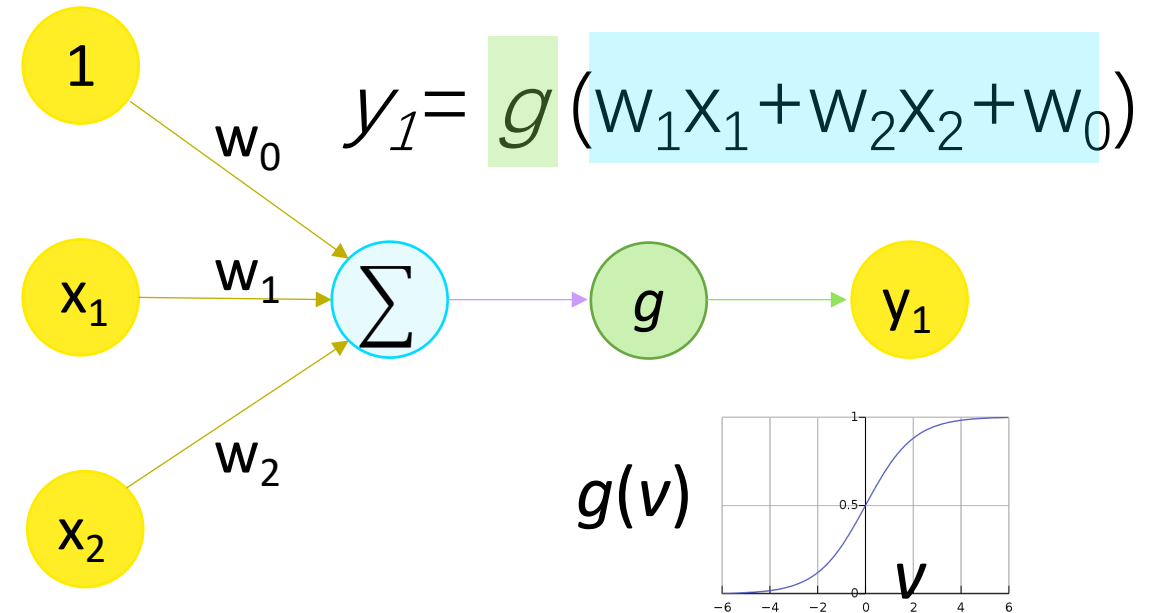 1
y₁= g (w₁x₁+w₂x₂+w₀)
w₀
x₁
w₁
∑
g
y₁
w₂
x₂
g(v)
1
0.5
0
v
−6 −4 −2 0 2 4 6